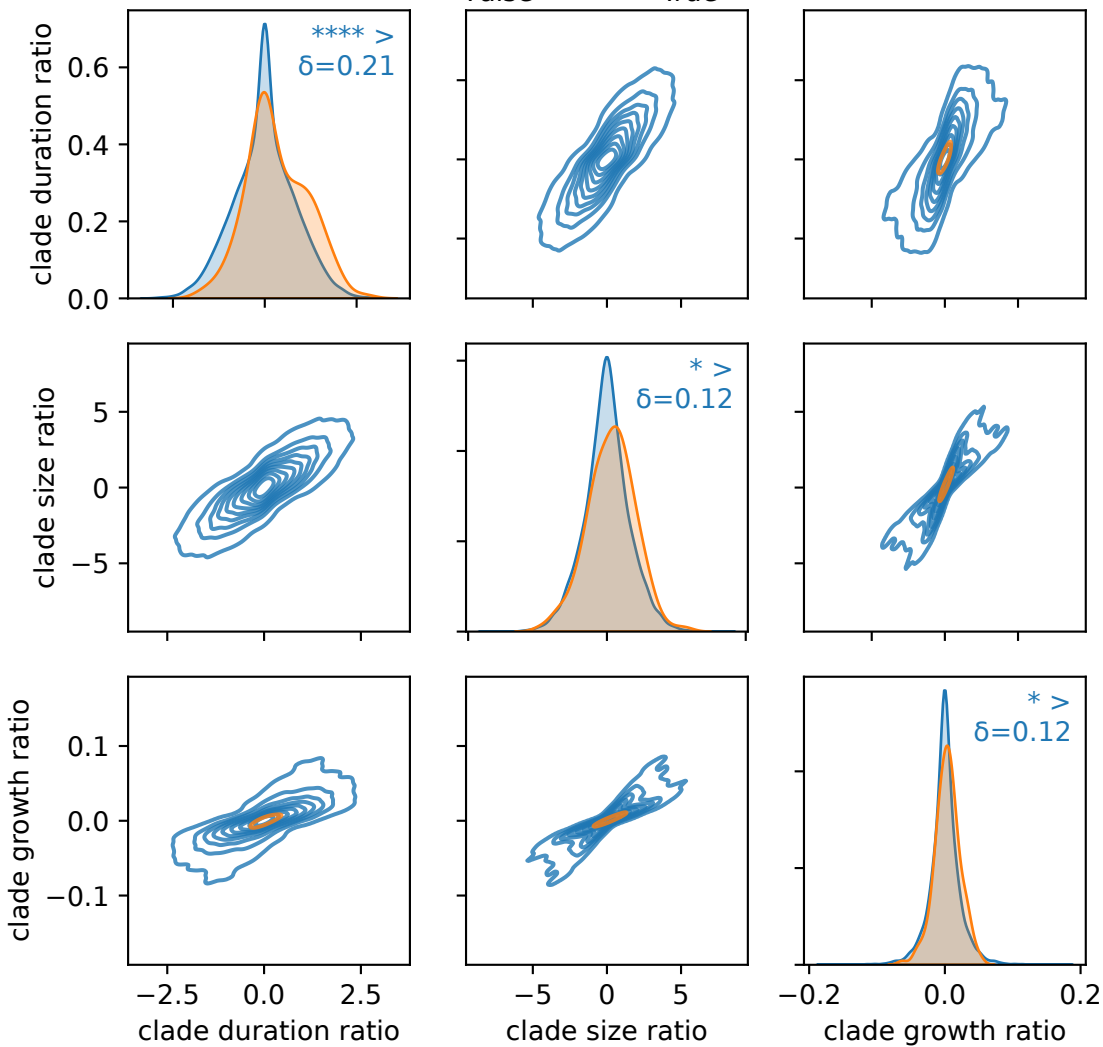 **** >
δ=0.21
clade duration ratio
0.6
0.4
0.2
0.0
* >
δ=0.12
clade size ratio
5
0
−5
* >
δ=0.12
clade growth ratio
0.1
0.0
−0.1
−2.5 0.0 2.5
−5 0 5
−0.2 0.0 0.2
clade duration ratio
clade size ratio
clade growth ratio